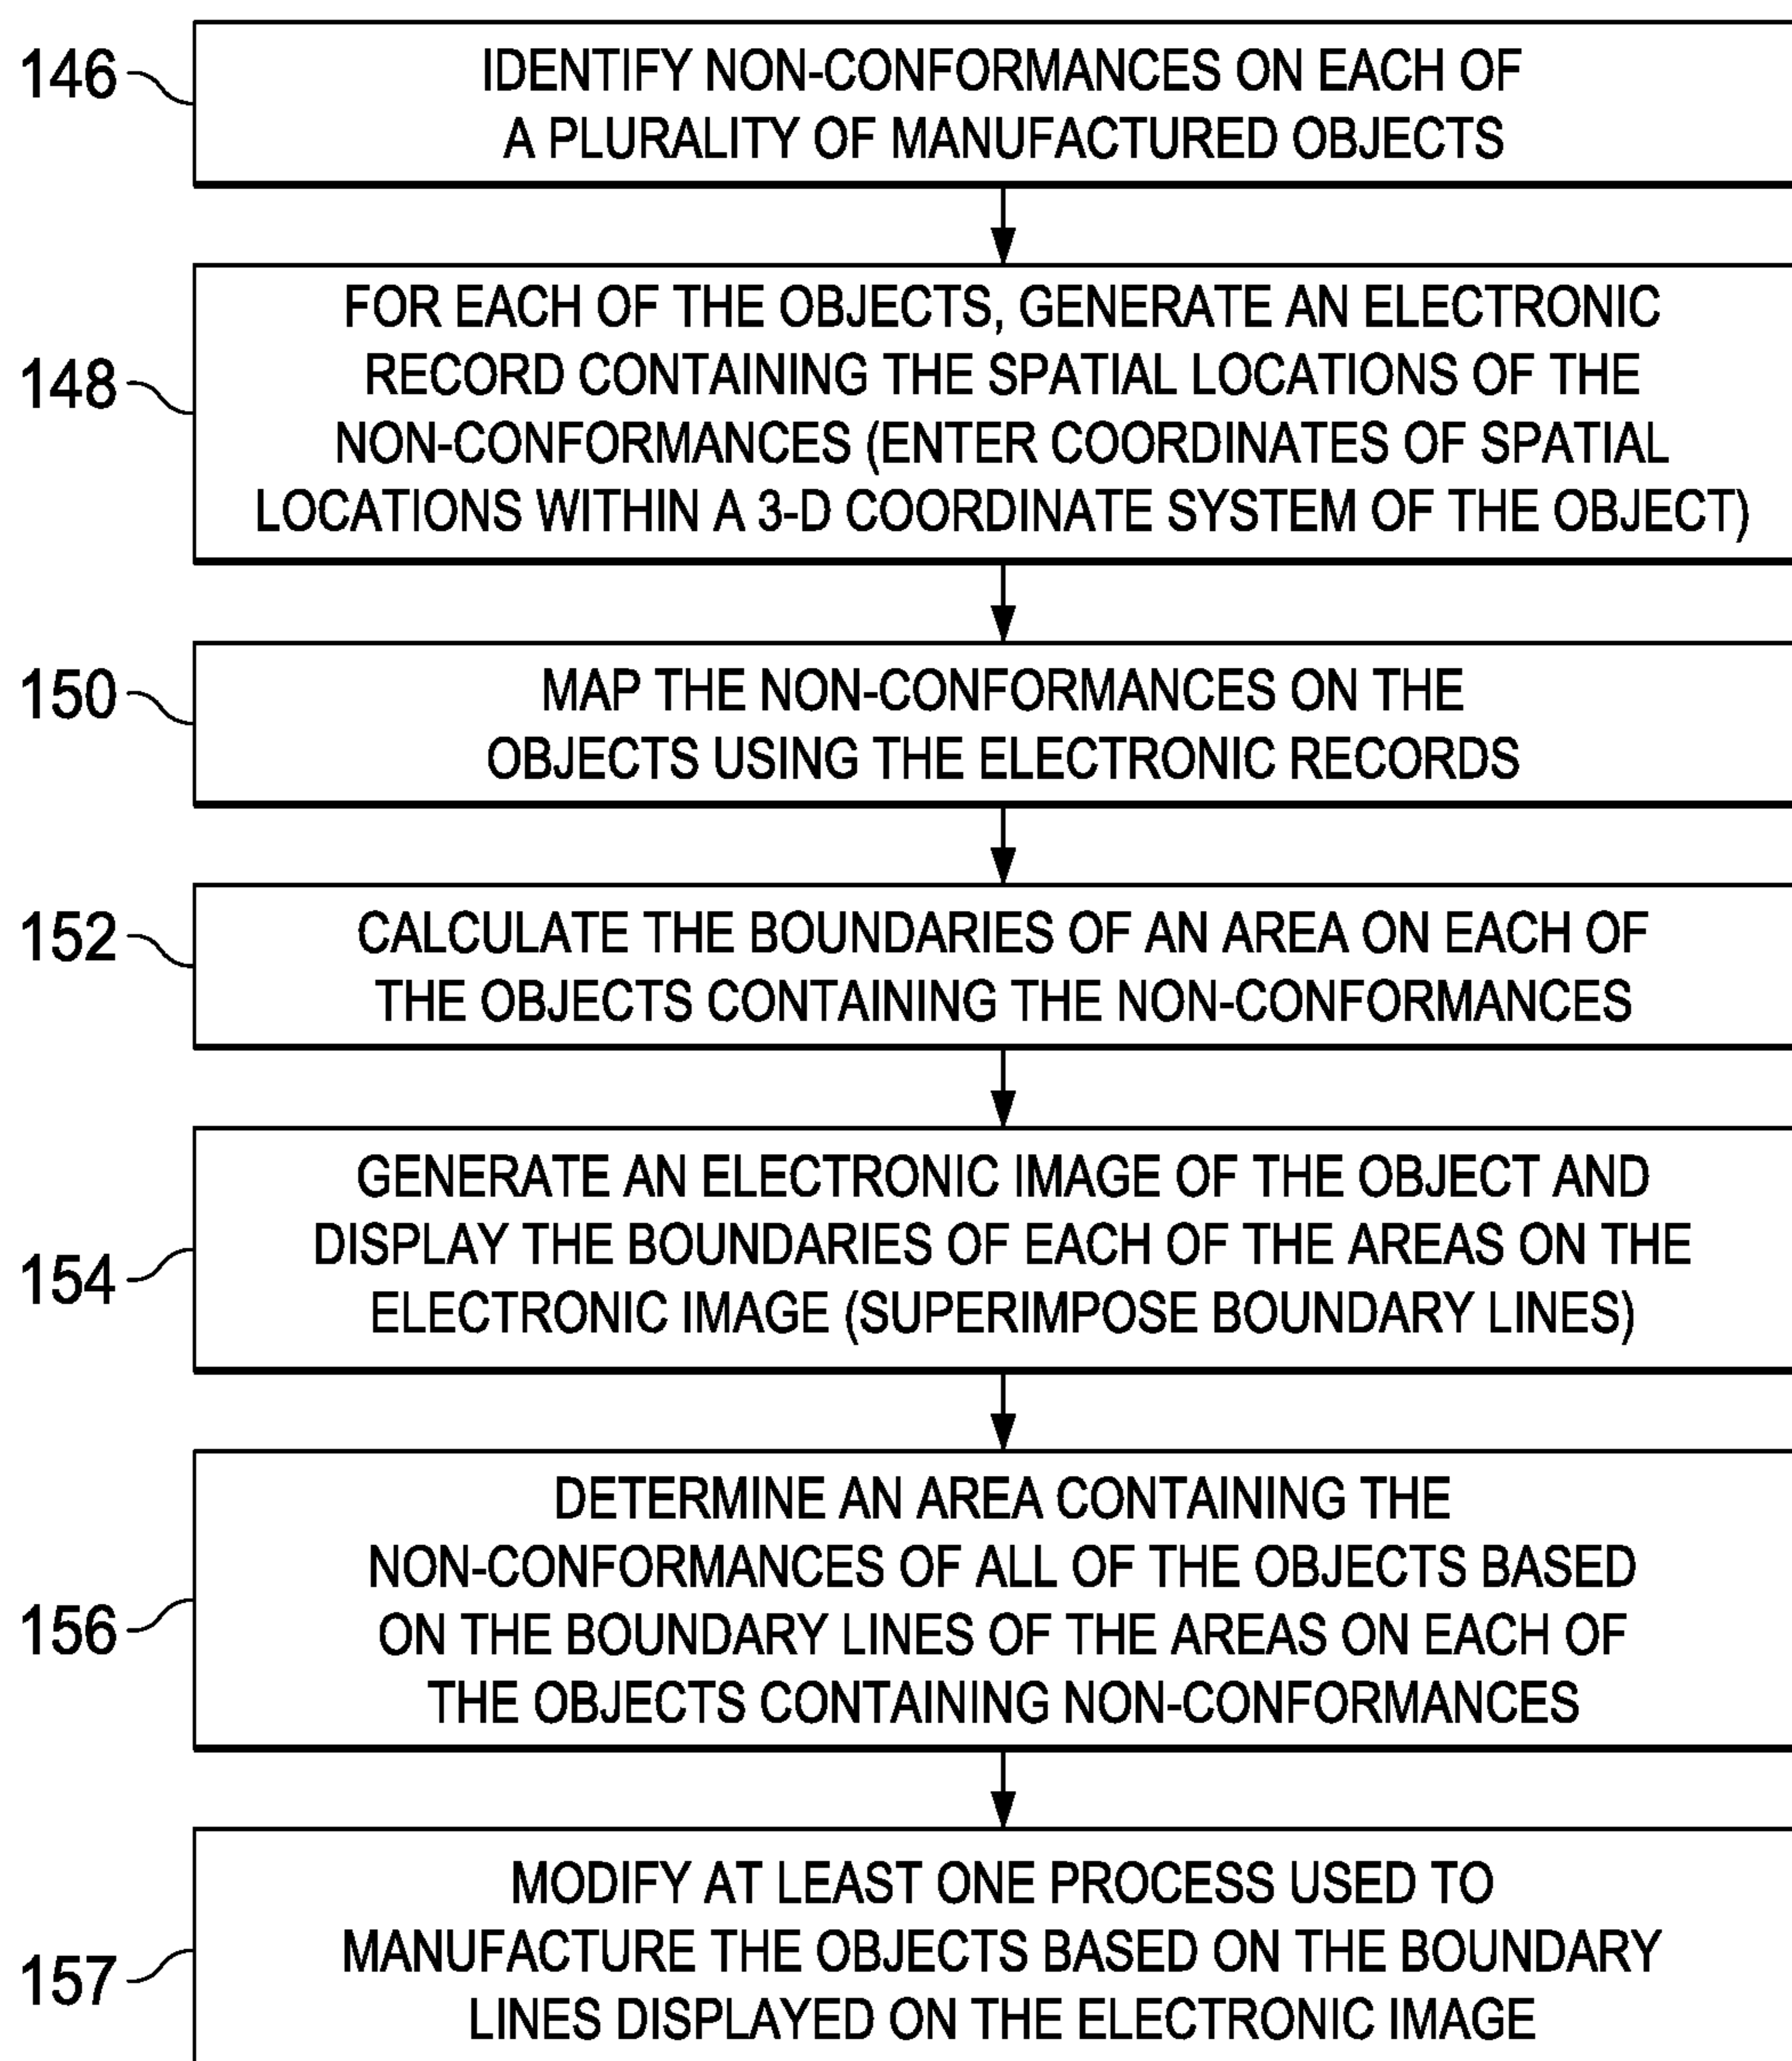 146
IDENTIFY NON-CONFORMANCES ON EACH OF
A PLURALITY OF MANUFACTURED OBJECTS
148
FOR EACH OF THE OBJECTS, GENERATE AN ELECTRONIC
RECORD CONTAINING THE SPATIAL LOCATIONS OF THE
NON-CONFORMANCES (ENTER COORDINATES OF SPATIAL
LOCATIONS WITHIN A 3-D COORDINATE SYSTEM OF THE OBJECT)
150
MAP THE NON-CONFORMANCES ON THE
OBJECTS USING THE ELECTRONIC RECORDS
152
CALCULATE THE BOUNDARIES OF AN AREA ON EACH OF
THE OBJECTS CONTAINING THE NON-CONFORMANCES
154
GENERATE AN ELECTRONIC IMAGE OF THE OBJECT AND
DISPLAY THE BOUNDARIES OF EACH OF THE AREAS ON THE
ELECTRONIC IMAGE (SUPERIMPOSE BOUNDARY LINES)
156
DETERMINE AN AREA CONTAINING THE
NON-CONFORMANCES OF ALL OF THE OBJECTS BASED
ON THE BOUNDARY LINES OF THE AREAS ON EACH OF
THE OBJECTS CONTAINING NON-CONFORMANCES
157
MODIFY AT LEAST ONE PROCESS USED TO
MANUFACTURE THE OBJECTS BASED ON THE BOUNDARY
LINES DISPLAYED ON THE ELECTRONIC IMAGE